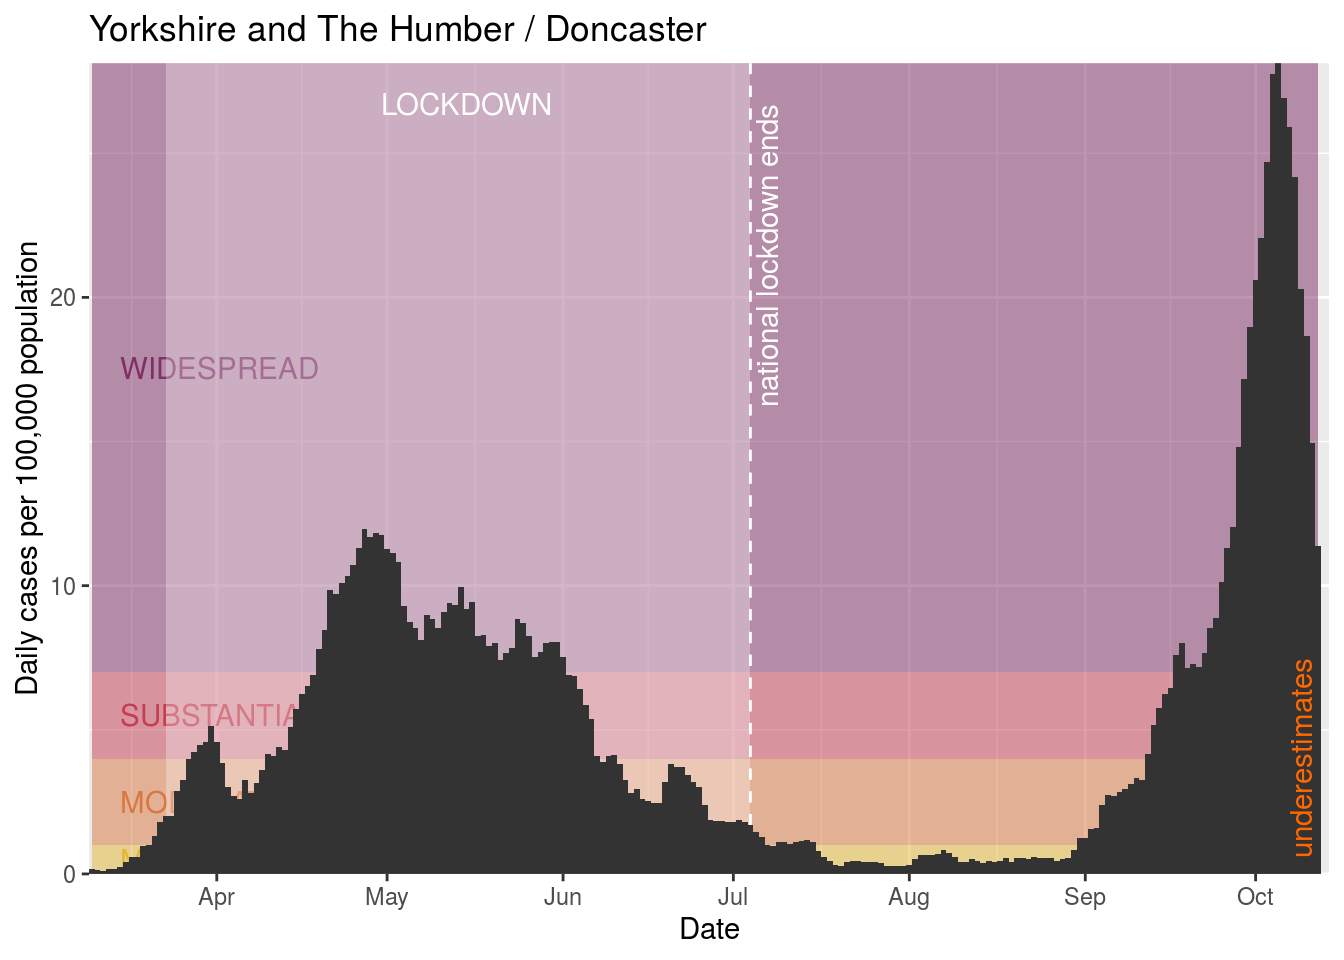 Yorkshire and The Humber / Doncaster
Daily cases per 100,000 population
LOCKDOWN
national lockdown ends
20
WIDESPREAD
10
SUBSTANTIA
underestimates
0
Apr May Jun Jul Aug Sep Oct
Date